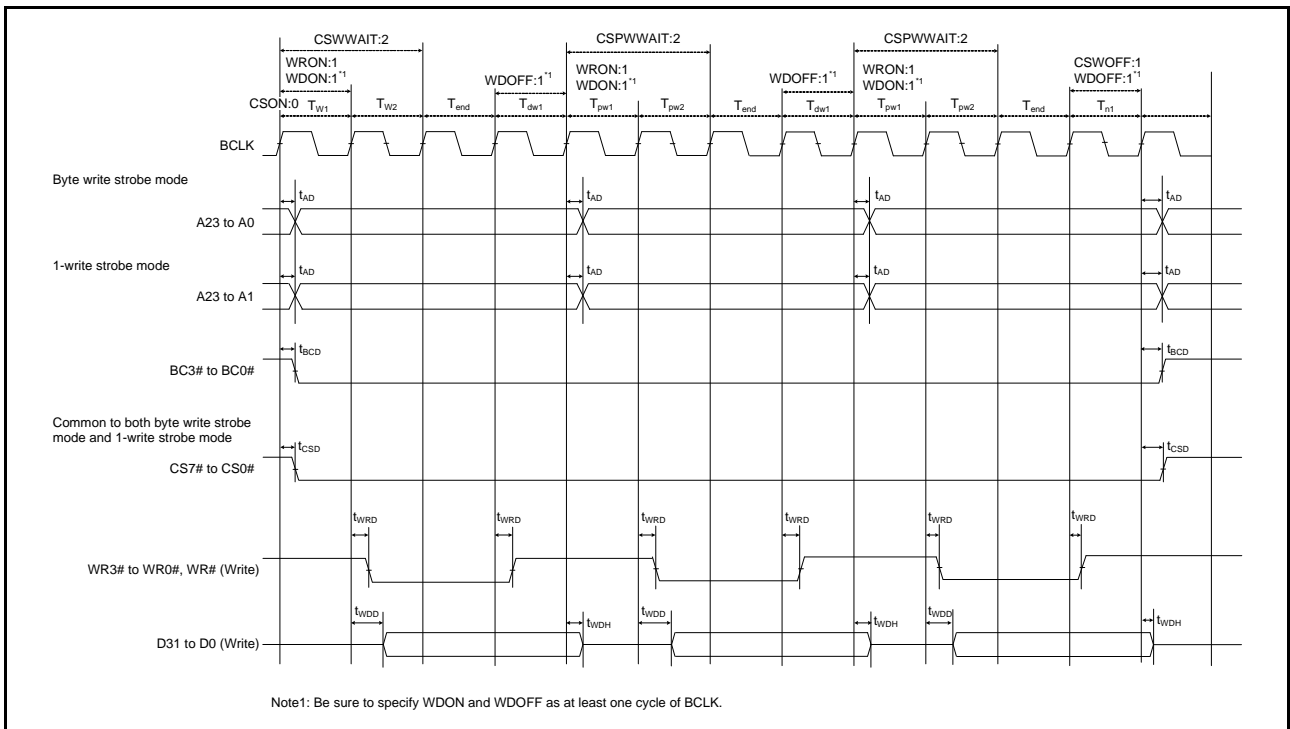 CSWWAIT:2 CSPWWAIT:2 CSPWWAIT:2
WRON:1 WRON:1 WRON:1 CSWOFF:1
WDON:1*1 WDOFF:1*1 WDON:1*1 WDOFF:1*1 WDON:1*1 WDOFF:1*1
CSON:0 TW1 TW2 Tend Tdw1 Tpw1 Tpw2 Tend Tdw1 Tpw1 Tpw2 Tend Tn1
BCLK
Byte write strobe mode
tAD tAD tAD tAD
A23 to A0
1-write strobe mode
tAD tAD tAD tAD
A23 to A1
tBCD tBCD
BC3# to BC0#
Common to both byte write strobe
mode and 1-write strobe mode
tCSD tCSD
CS7# to CS0#
tWRD tWRD tWRD tWRD tWRD tWRD
WR3# to WR0#, WR# (Write)
tWDD tWDH tWDD tWDH tWDD tWDH
D31 to D0 (Write)
Note1: Be sure to specify WDON and WDOFF as at least one cycle of BCLK.